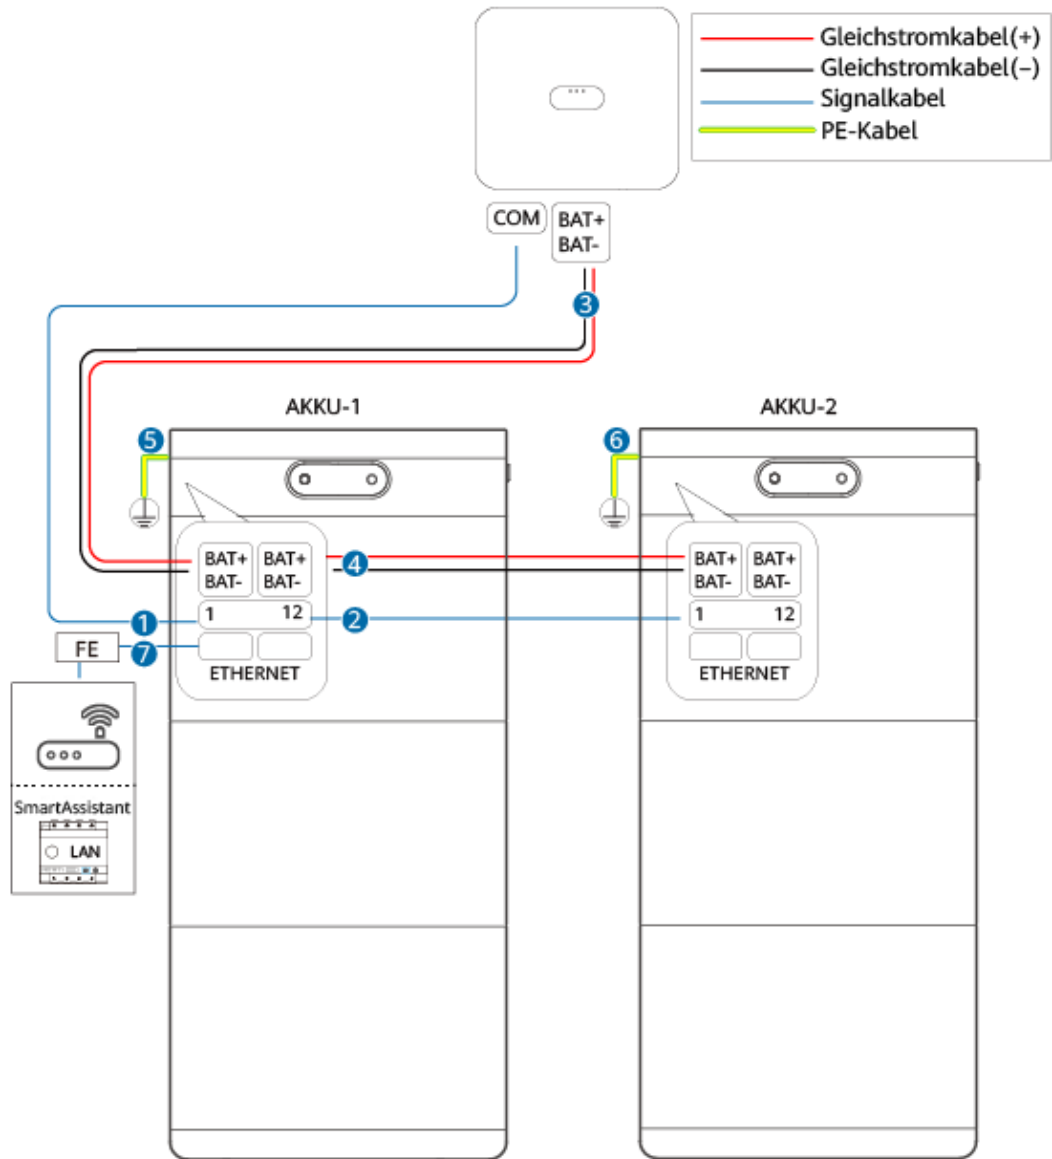 Gleichstromkabel(+)
Gleichstromkabel(−)
Signalkabel
PE-Kabel
COM
BAT+
BAT-
3
AKKU-1
AKKU-2
5
6
BAT+ BAT+
BAT- BAT-
4
BAT+ BAT+
BAT- BAT-
1
1 12
2
1 12
FE
7
ETHERNET
ETHERNET
SmartAssistant
LAN